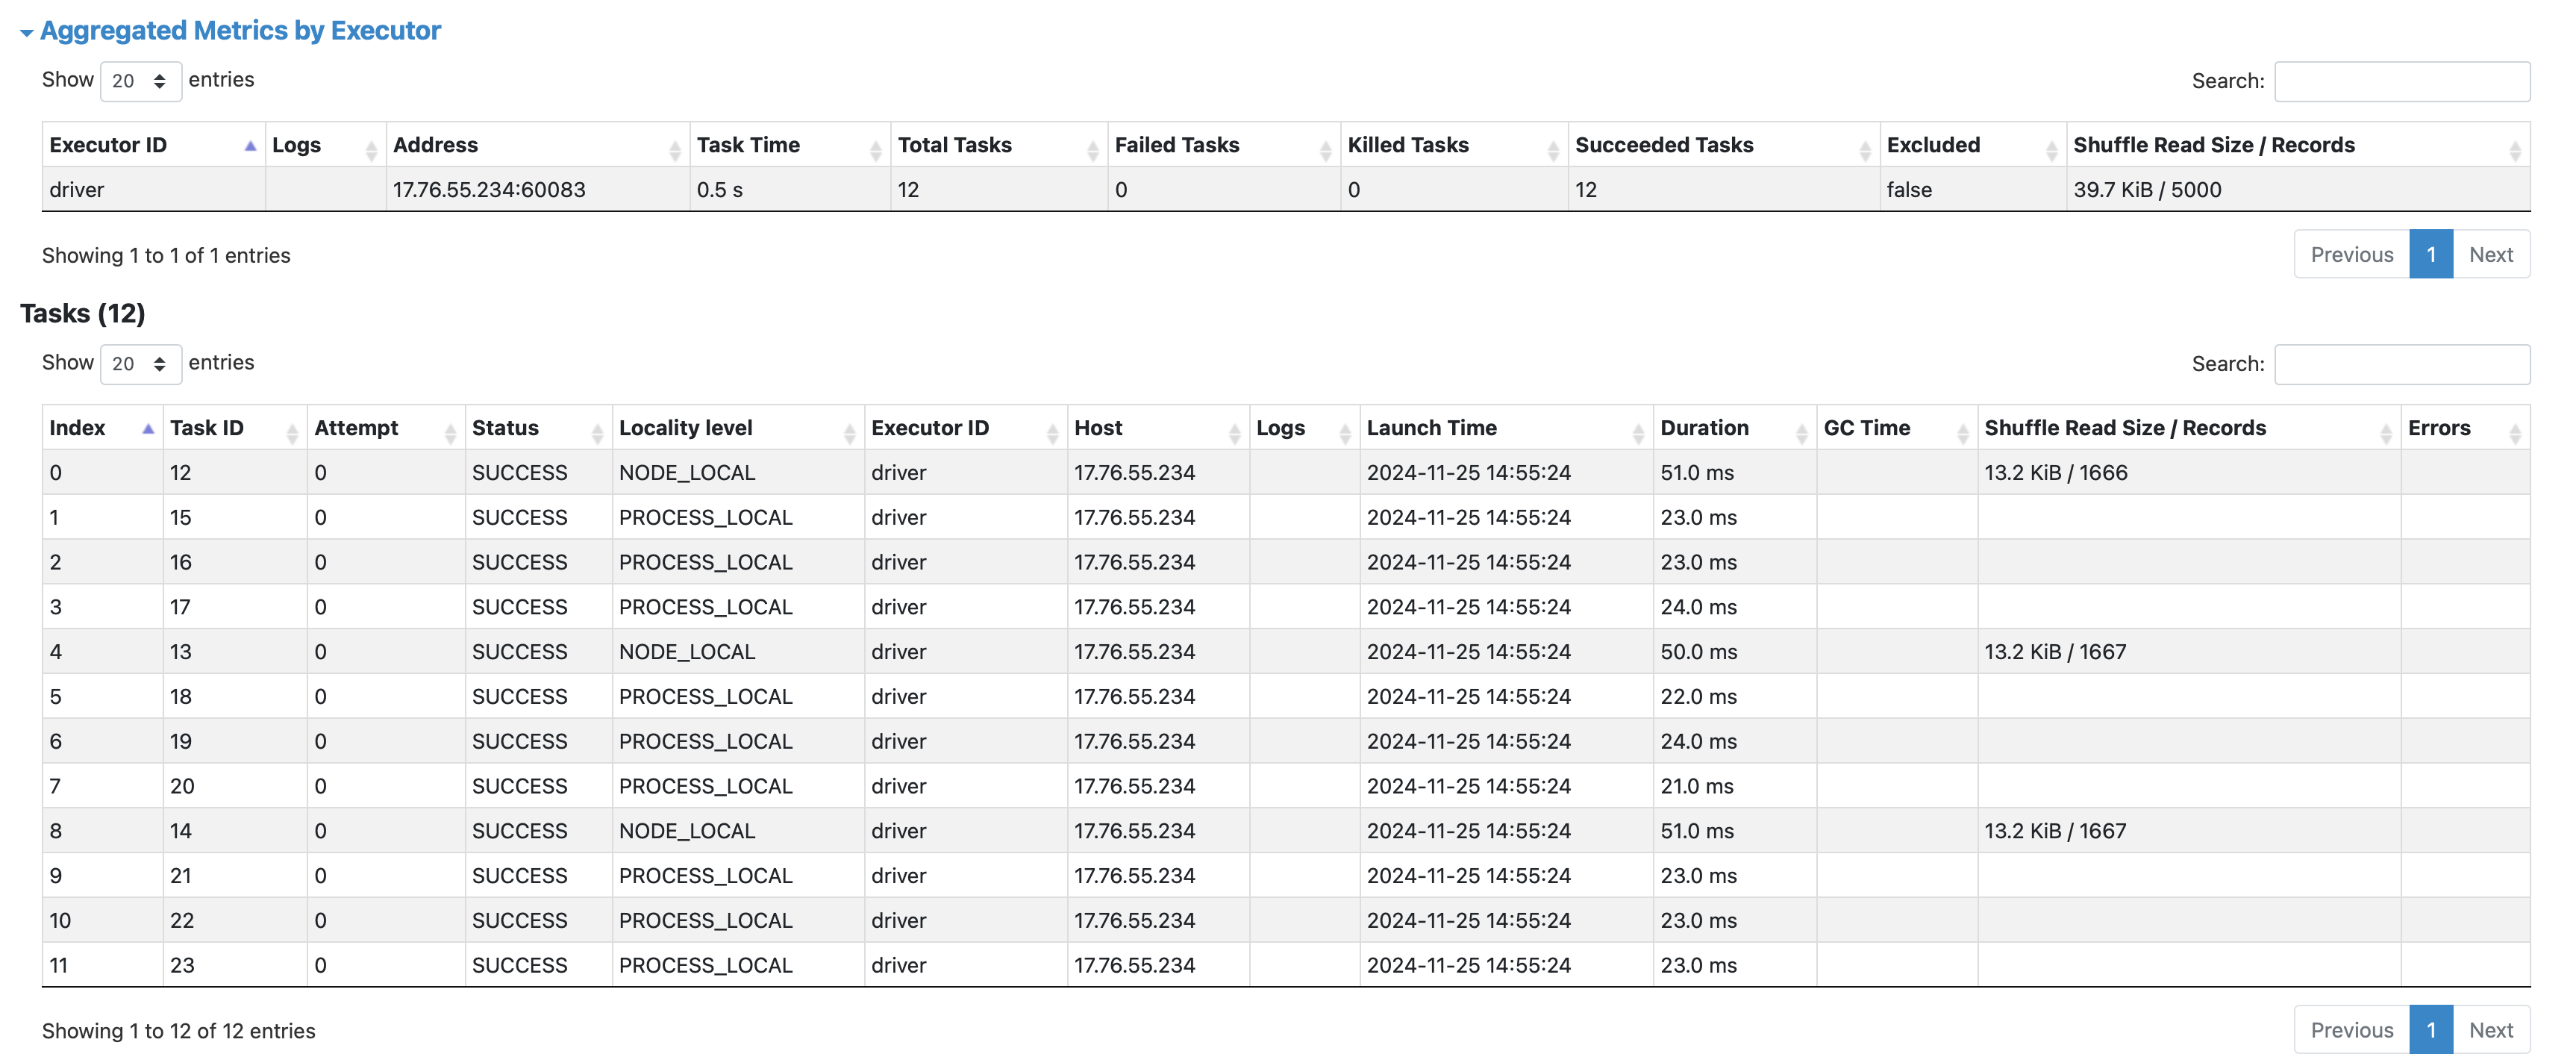 Aggregated Metrics by Executor
Show 20 entries Search:
Executor ID Logs Address Task Time Total Tasks Failed Tasks Killed Tasks Succeeded Tasks Excluded Shuffle Read Size / Records
driver 17.76.55.234:60083 0.5 s 12 0 0 12 false 39.7 KiB / 5000
Showing 1 to 1 of 1 entries Previous 1 Next
Tasks (12)
Show 20 entries Search:
Index Task ID Attempt Status Locality level Executor ID Host Logs Launch Time Duration GC Time Shuffle Read Size / Records Errors
0 12 0 SUCCESS NODE_LOCAL driver 17.76.55.234 2024-11-25 14:55:24 51.0 ms 13.2 KiB / 1666
1 15 0 SUCCESS PROCESS_LOCAL driver 17.76.55.234 2024-11-25 14:55:24 23.0 ms
2 16 0 SUCCESS PROCESS_LOCAL driver 17.76.55.234 2024-11-25 14:55:24 23.0 ms
3 17 0 SUCCESS PROCESS_LOCAL driver 17.76.55.234 2024-11-25 14:55:24 24.0 ms
4 13 0 SUCCESS NODE_LOCAL driver 17.76.55.234 2024-11-25 14:55:24 50.0 ms 13.2 KiB / 1667
5 18 0 SUCCESS PROCESS_LOCAL driver 17.76.55.234 2024-11-25 14:55:24 22.0 ms
6 19 0 SUCCESS PROCESS_LOCAL driver 17.76.55.234 2024-11-25 14:55:24 24.0 ms
7 20 0 SUCCESS PROCESS_LOCAL driver 17.76.55.234 2024-11-25 14:55:24 21.0 ms
8 14 0 SUCCESS NODE_LOCAL driver 17.76.55.234 2024-11-25 14:55:24 51.0 ms 13.2 KiB / 1667
9 21 0 SUCCESS PROCESS_LOCAL driver 17.76.55.234 2024-11-25 14:55:24 23.0 ms
10 22 0 SUCCESS PROCESS_LOCAL driver 17.76.55.234 2024-11-25 14:55:24 23.0 ms
11 23 0 SUCCESS PROCESS_LOCAL driver 17.76.55.234 2024-11-25 14:55:24 23.0 ms
Showing 1 to 12 of 12 entries Previous 1 Next